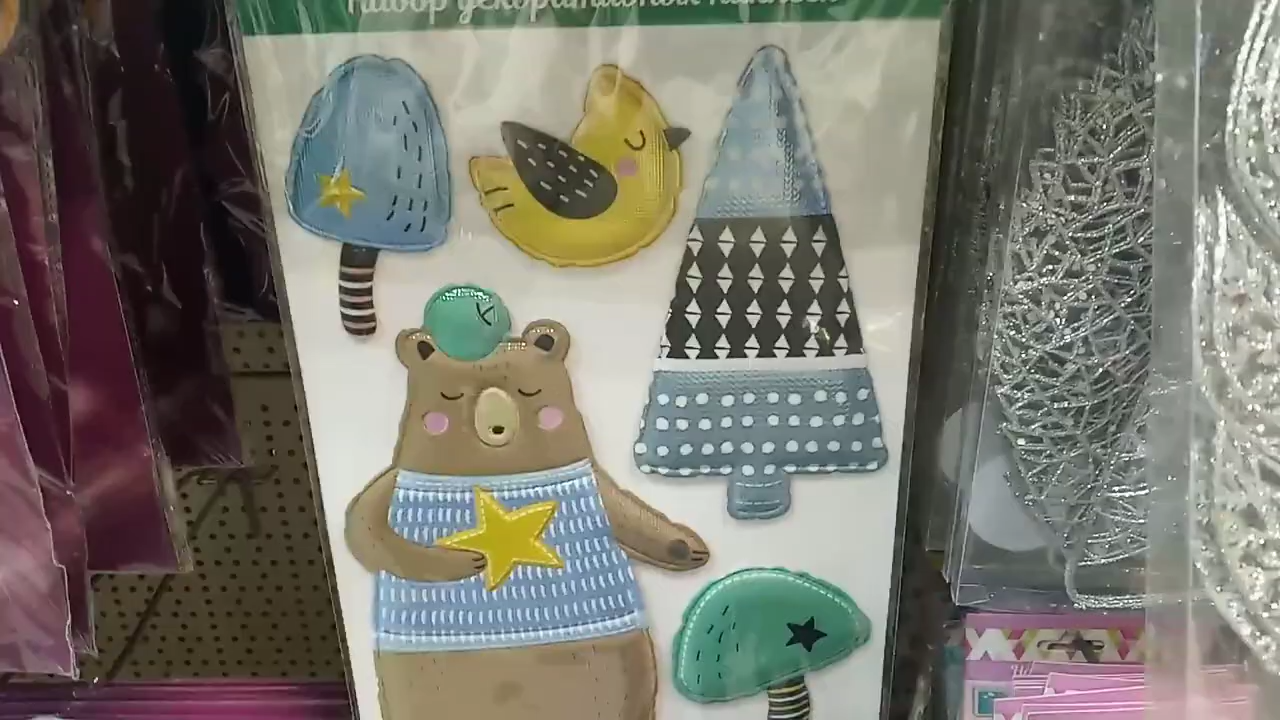 Набор декоративных наклеек